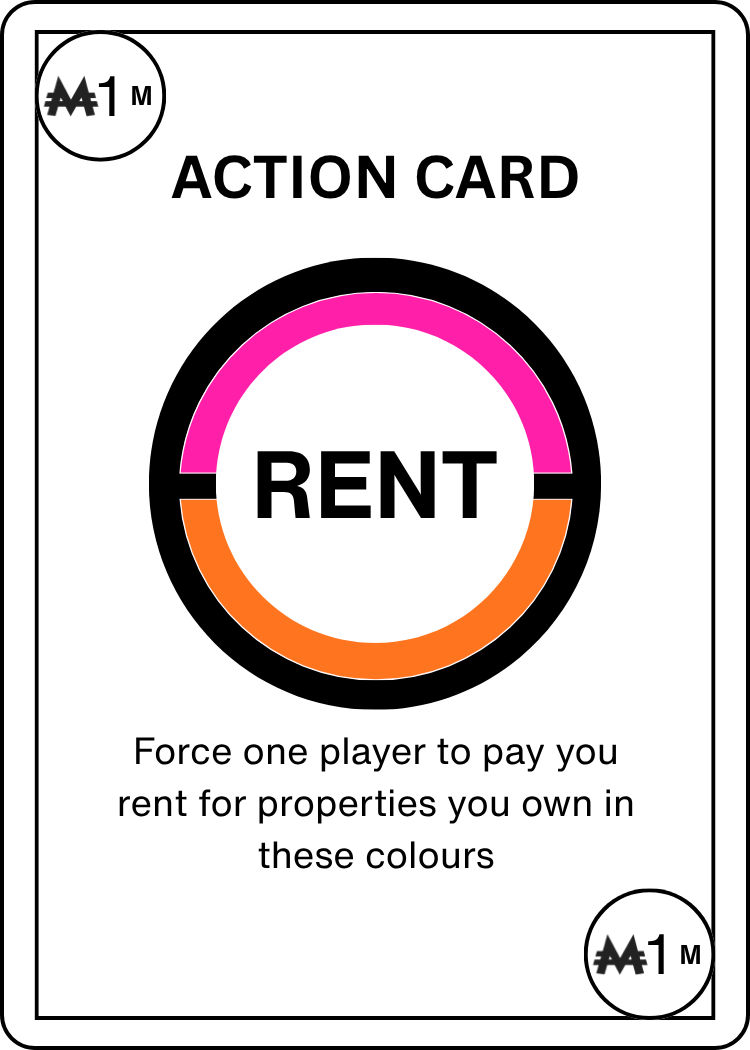 ₩1 M
ACTION CARD
RENT
Force one player to pay you
rent for properties you own in
these colours
₩1 M